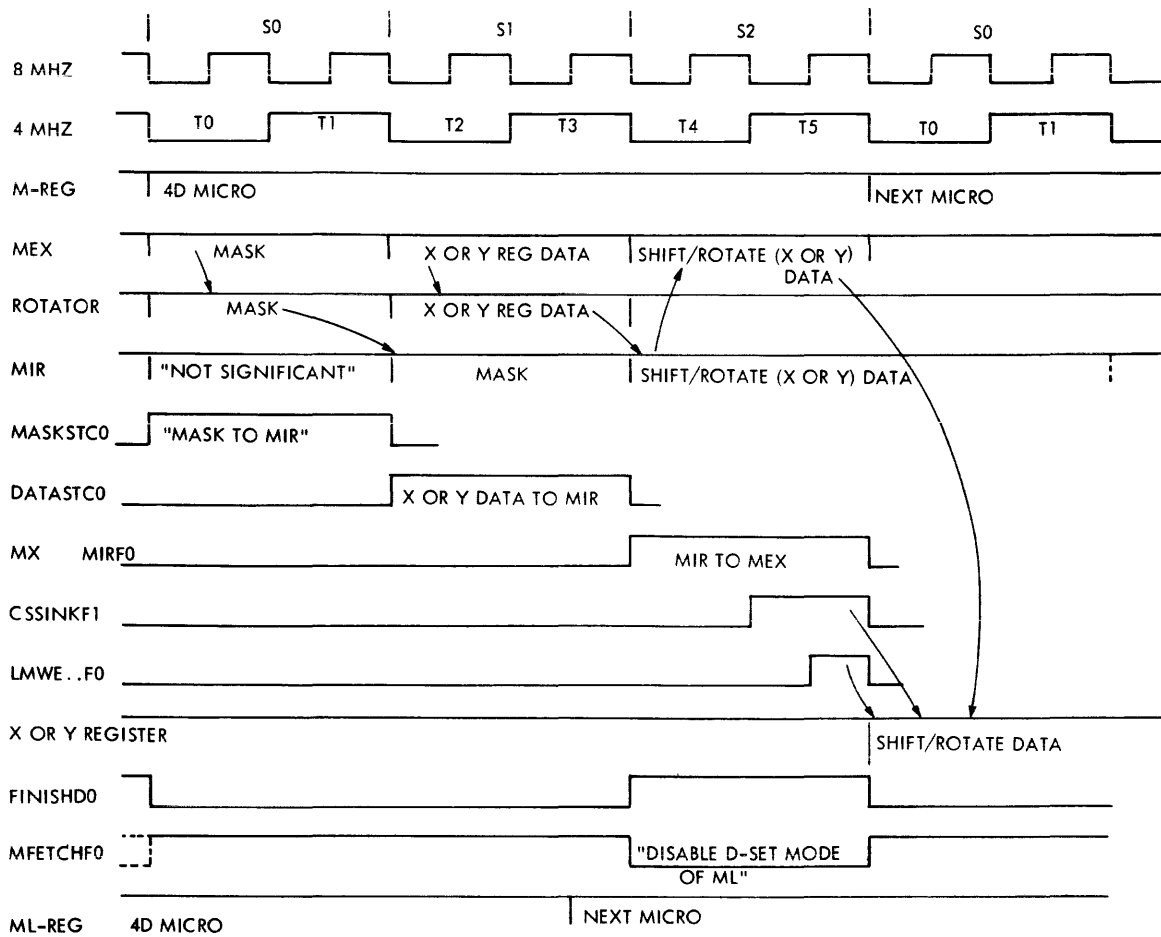 S0 S1 S2 S0
8 MHZ
4 MHZ T0 T1 T2 T3 T4 T5 T0 T1
M-REG 4D MICRO NEXT MICRO
MEX MASK X OR Y REG DATA SHIFT/ROTATE (X OR Y)
DATA
ROTATOR MASK X OR Y REG DATA
MIR "NOT SIGNIFICANT" MASK SHIFT/ROTATE (X OR Y) DATA
MASKSTC0 "MASK TO MIR"
DATASTC0 X OR Y DATA TO MIR
MX MIRF0 MIR TO MEX
CSSINKF1
LMWE..F0
X OR Y REGISTER SHIFT/ROTATE DATA
FINISHD0
MFETCHF0 "DISABLE D-SET MODE
OF ML"
ML-REG 4D MICRO NEXT MICRO